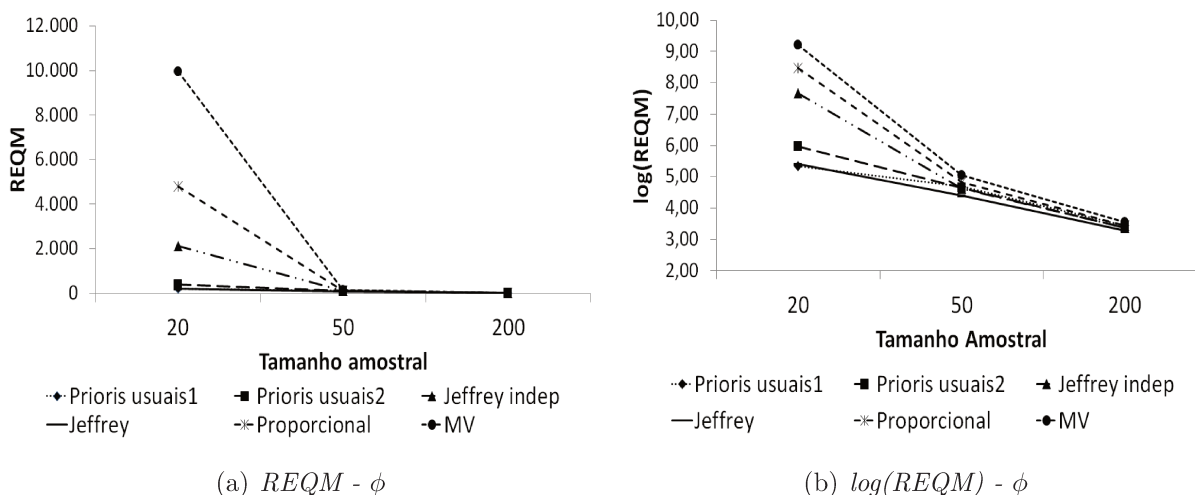 12.000
10.000
8.000
6.000
4.000
2.000
0
REQM
20 50 200
Tamanho amostral
Prioris usuais1 Prioris usuais2 Jeffrey indep
Jeffrey Proporcional MV
(a) REQM - ϕ
10,00
9,00
8,00
7,00
6,00
5,00
4,00
3,00
2,00
log(REQM)
20 50 200
Tamanho Amostral
Prioris usuais1 Prioris usuais2 Jeffrey indep
Jeffrey Proporcional MV
(b) log(REQM) - ϕ